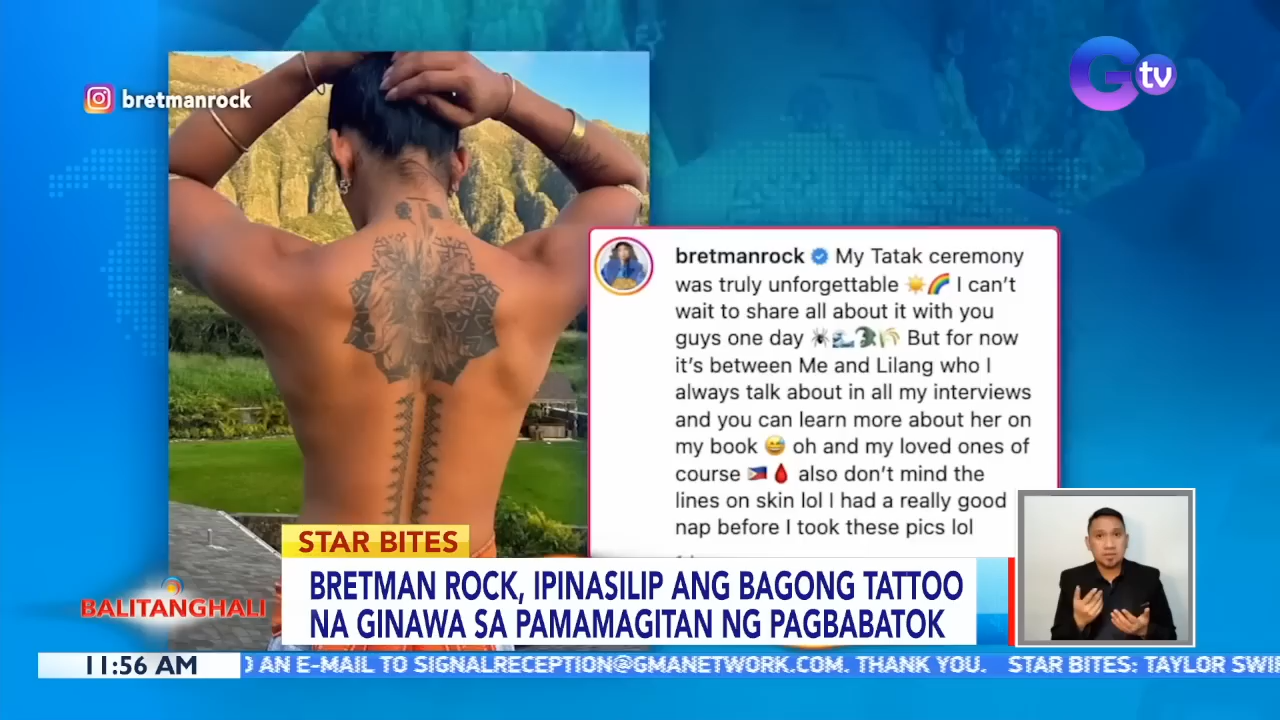 bretmanrock
G tv
bretmanrock My Tatak ceremony
was truly unforgettable ☀️🌈 I can't
wait to share all about it with you
guys one day 🕷️🌊🌾 But for now
it's between Me and Lilang who I
always talk about in all my interviews
and you can learn more about her on
my book 😅 oh and my loved ones of
course 🇵🇭🩸 also don't mind the
lines on skin lol I had a really good
nap before I took these pics lol
STAR BITES
BRETMAN ROCK, IPINASILIP ANG BAGONG TATTOO
NA GINAWA SA PAMAMAGITAN NG PAGBABATOK
BALITANGHALI
11:56 AM
AN E-MAIL TO SIGNALRECEPTION@GMANETWORK.COM. THANK YOU. STAR BITES: TAYLOR SWI